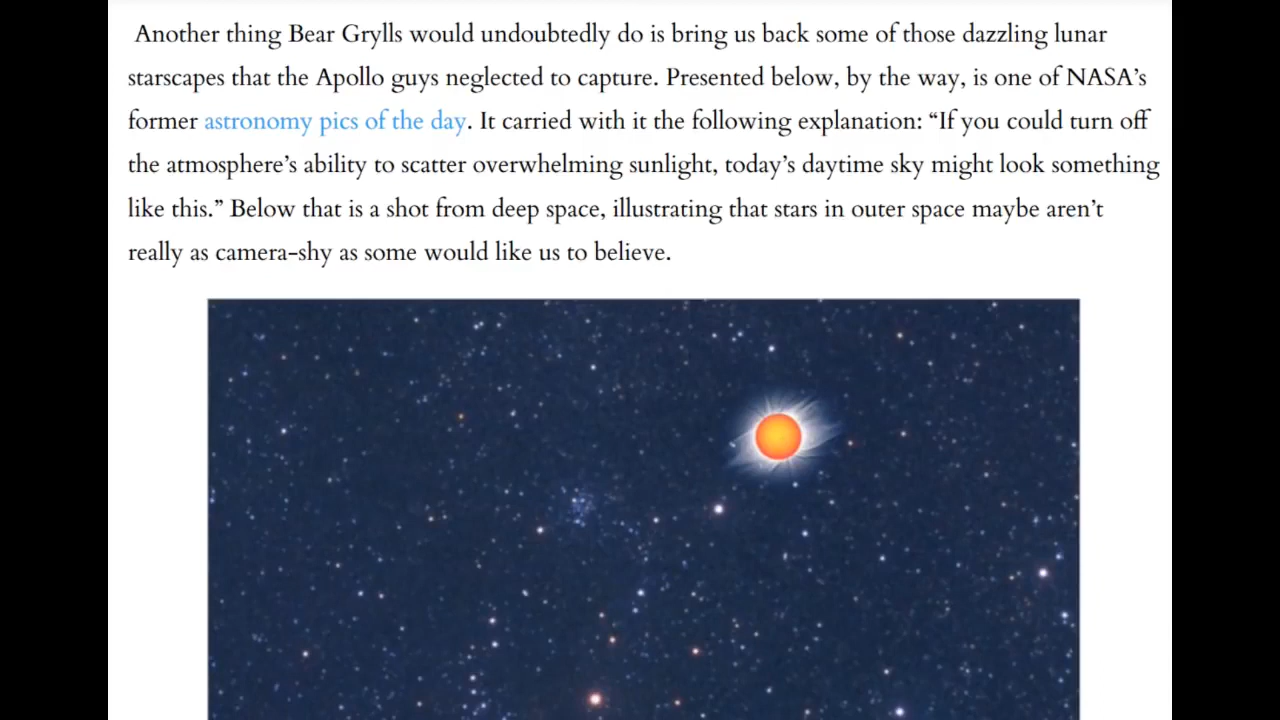 Another thing Bear Grylls would undoubtedly do is bring us back some of those dazzling lunar
starscapes that the Apollo guys neglected to capture. Presented below, by the way, is one of NASA’s
former astronomy pics of the day. It carried with it the following explanation: “If you could turn off
the atmosphere’s ability to scatter overwhelming sunlight, today’s daytime sky might look something
like this.” Below that is a shot from deep space, illustrating that stars in outer space maybe aren’t
really as camera-shy as some would like us to believe.